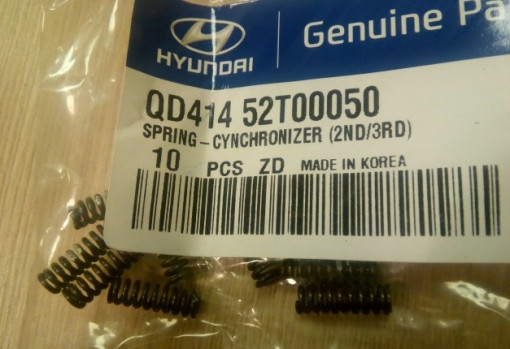 HYUNDAI
Genuine Pa
QD414 52T00050
SPRING-CYNCHRONIZER (2ND/3RD)
10 PCS ZD MADE IN KOREA